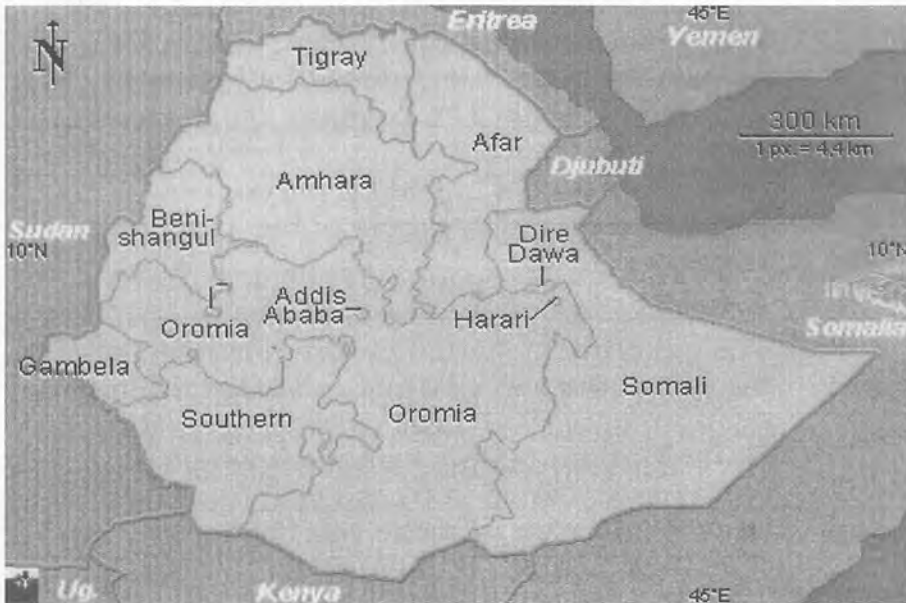 Eritrea
45°E
Yemen
N
Tigray
300 km
1 px.= 4,4 km
Afar
Djubuti
Amhara
Sudan
Beni-
shangul
Dire
Dawa
10°N
10°N
Addis
Ababa
Oromia
Harari
Somalia
Gambela
Somali
Southern
Oromia
Ug.
Kenya
45°E